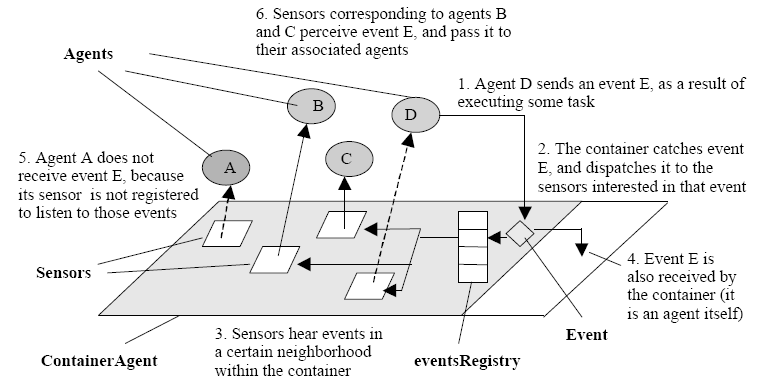 6. Sensors corresponding to agents B
and C perceive event E, and pass it to
their associated agents
Agents
1. Agent D sends an event E, as a result of
executing some task
B
D
2. The container catches event
E, and dispatches it to the
sensors interested in that event
5. Agent A does not
receive event E, because
its sensor is not registered
to listen to those events
A
C
Sensors
4. Event E is
also received by
the container (it
is an agent itself)
Event
3. Sensors hear events in
a certain neighborhood
within the container
ContainerAgent
eventsRegistry